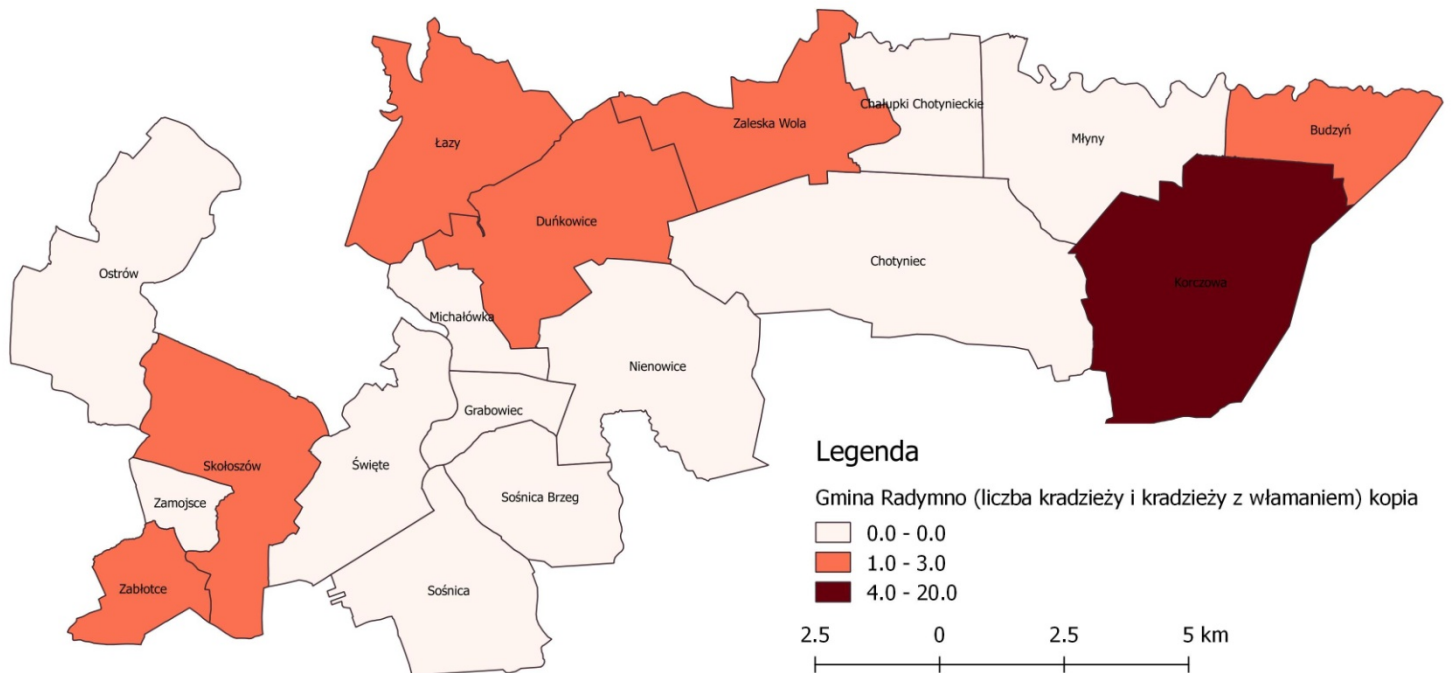 Chałupki Chotynieckie
Zaleska Wola
Budzyń
Młyny
Łazy
Duńkowice
Chotyniec
Ostrów
Korczowa
Michałówka
Nienowice
Grabowiec
Święte
Skołoszów
Sośnica Brzeg
Zamojsce
Zabłotce
Sośnica
Legenda
Gmina Radymno (liczba kradzieży i kradzieży z włamaniem) kopia
0.0 - 0.0
1.0 - 3.0
4.0 - 20.0
2.5 0 2.5 5 km